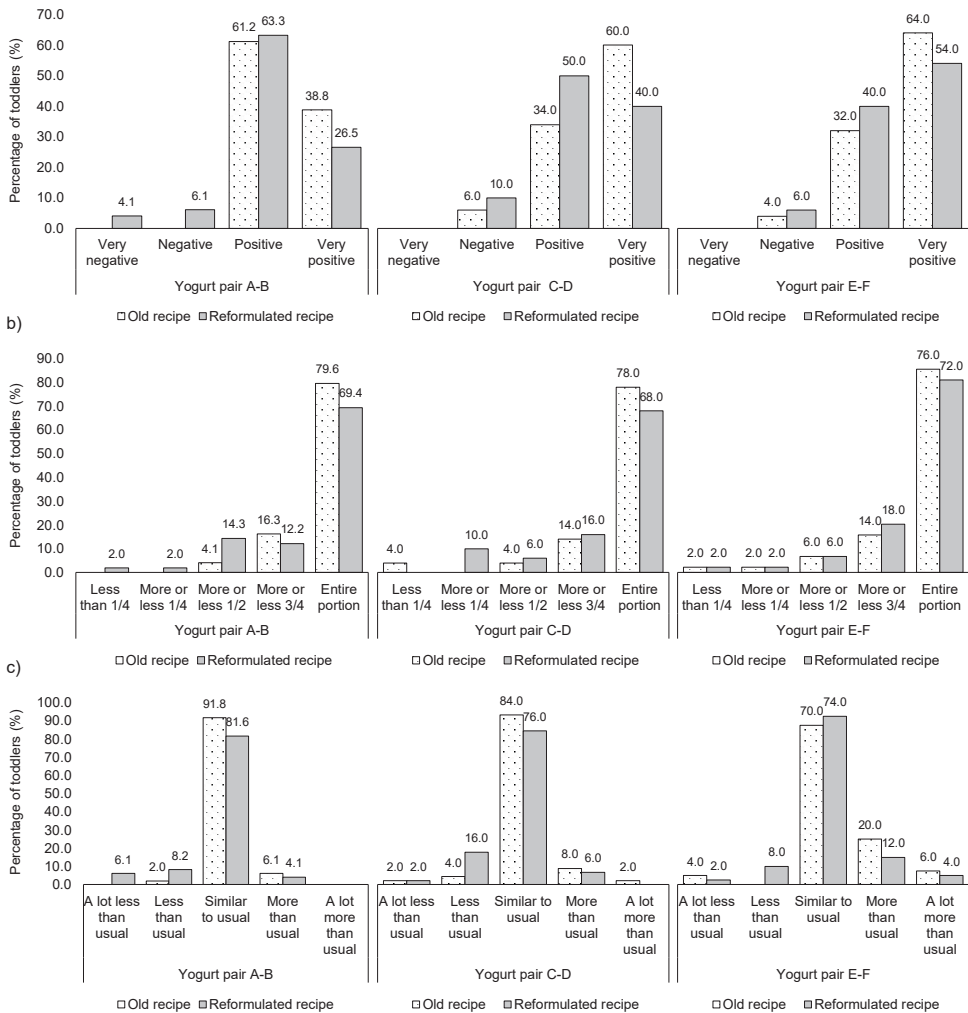 70.0
60.0
50.0
40.0
30.0
20.0
10.0
0.0
Percentage of toddlers (%)
61.2 63.3
38.8
26.5
4.1 6.1
60.0
50.0
34.0
40.0
6.0 10.0
64.0
54.0
32.0
40.0
4.0 6.0
Very negative Negative Positive Very positive
Yogurt pair A-B
Very negative Negative Positive Very positive
Yogurt pair C-D
Very negative Negative Positive Very positive
Yogurt pair E-F
Old recipe Reformulated recipe
Old recipe Reformulated recipe
Old recipe Reformulated recipe
b)
90.0
80.0
70.0
60.0
50.0
40.0
30.0
20.0
10.0
0.0
Percentage of toddlers (%)
2.0 2.0 4.1 14.3 16.3 12.2 79.6 69.4
4.0 10.0 4.0 6.0 14.0 16.0 78.0 68.0
2.0 2.0 2.0 2.0 6.0 6.0 14.0 18.0 76.0 72.0
Less than 1/4 More or less 1/4 More or less 1/2 More or less 3/4 Entire portion
Yogurt pair A-B
Less than 1/4 More or less 1/4 More or less 1/2 More or less 3/4 Entire portion
Yogurt pair C-D
Less than 1/4 More or less 1/4 More or less 1/2 More or less 3/4 Entire portion
Yogurt pair E-F
Old recipe Reformulated recipe
Old recipe Reformulated recipe
Old recipe Reformulated recipe
c)
100.0
90.0
80.0
70.0
60.0
50.0
40.0
30.0
20.0
10.0
0.0
Percentage of toddlers (%)
6.1 2.0 8.2 91.8 81.6 6.1 4.1
2.0 2.0 4.0 16.0 84.0 76.0 8.0 6.0 2.0
4.0 2.0 8.0 70.0 74.0 20.0 12.0 6.0 4.0
A lot less than usual Less than usual Similar to usual More than usual A lot more than usual
Yogurt pair A-B
A lot less than usual Less than usual Similar to usual More than usual A lot more than usual
Yogurt pair C-D
A lot less than usual Less than usual Similar to usual More than usual A lot more than usual
Yogurt pair E-F
Old recipe Reformulated recipe
Old recipe Reformulated recipe
Old recipe Reformulated recipe